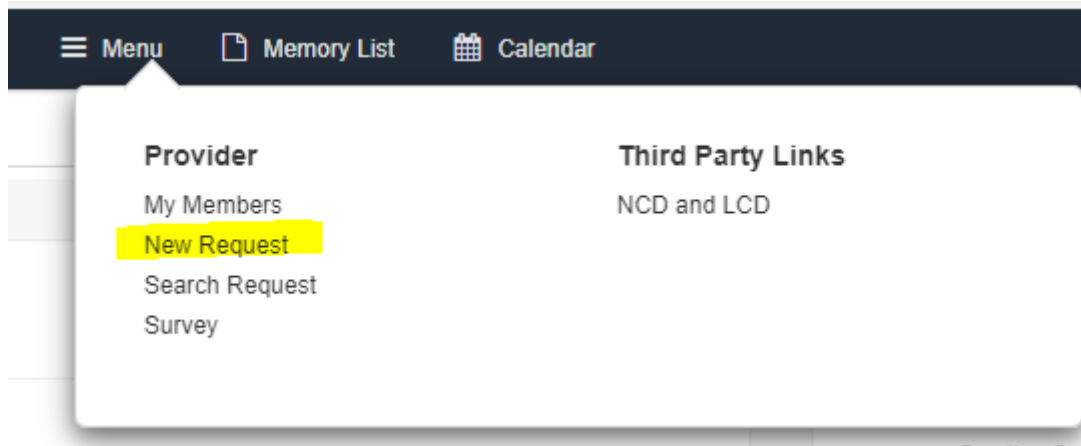 Menu Memory List Calendar
Provider
My Members
New Request
Search Request
Survey
Third Party Links
NCD and LCD